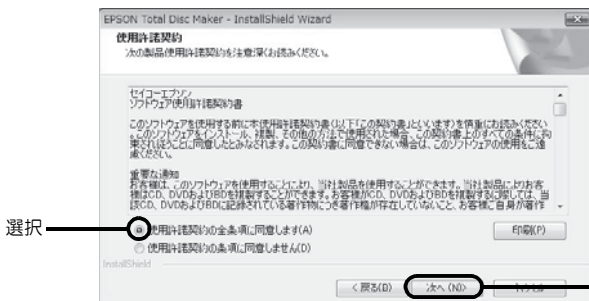 EPSON Total Disc Maker - InstallShield Wizard
使用許諾契約
次の製品使用許諾契約を注意深くお読みください。
セイコーエプソン
ソフトウェア使用許諾契約書
このソフトウェアを使用する前に本使用許諾契約書(以下「この契約書」といいます)を慎重にお読みください
。このソフトウェアをインストール、複製、その他の方法で使用された場合、この契約書上のすべての条件に拘
束されほうことに同意したとみなされます。この契約書に同意できない場合は、このソフトウェアの使用をご遠
慮ください。
重要な通知
お客様は、このソフトウェアを使用することにより、当社製品を使用することができます。当社製品によりお客
様はCD、DVDおよびBDを複製することができます。お客様がCD、DVDおよびBDを複製するに際しては、当
該CD、DVDおよびBDに記録されている著作物につき著作権が存在していないこと、お客様ご自身が著作
選択
使用許諾契約の全条項に同意します(A)
印刷(P)
使用許諾契約の条項に同意しません(D)
InstallShield
< 戻る(B)
次へ(N)>